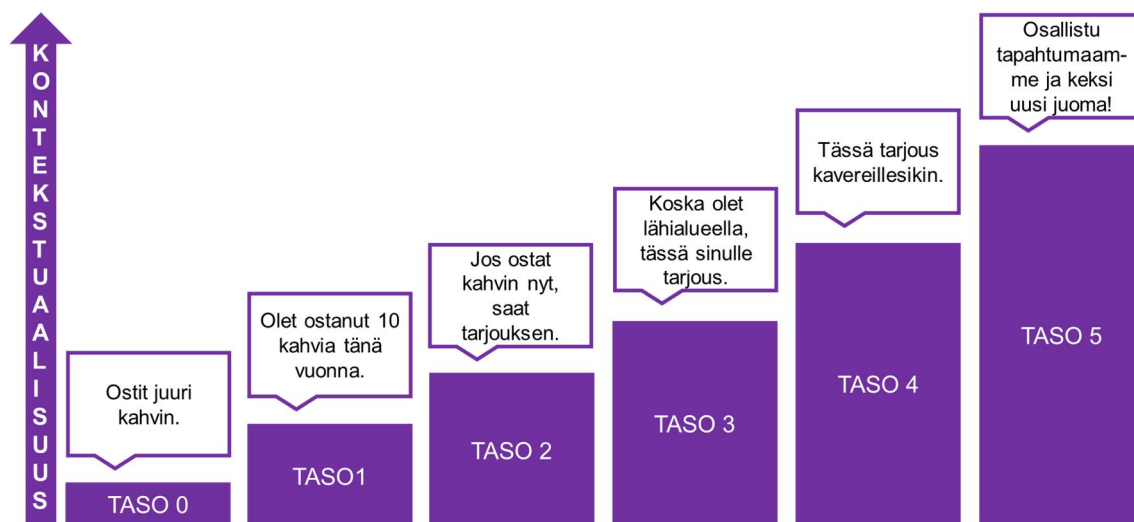 KONTEKSTUAALISUUS
Ostit juuri
kahvin.
TASO 0
Olet ostanut 10
kahvia tänä
vuonna.
TASO1
Jos ostat
kahvin nyt,
saat
tarjouksen.
TASO 2
Koska olet
lähialueella,
tässä sinulle
tarjous.
TASO 3
Tässä tarjous
kavereillesikin.
TASO 4
Osallistu
tapahtumaam-
me ja keksi
uusi juoma!
TASO 5